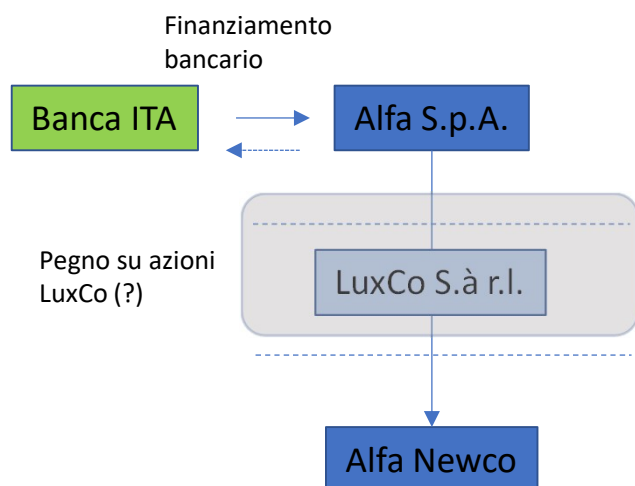 Finanziamento
bancario
Banca ITA
Alfa S.p.A.
Pegno su azioni
LuxCo (?)
LuxCo S.à r.l.
Alfa Newco